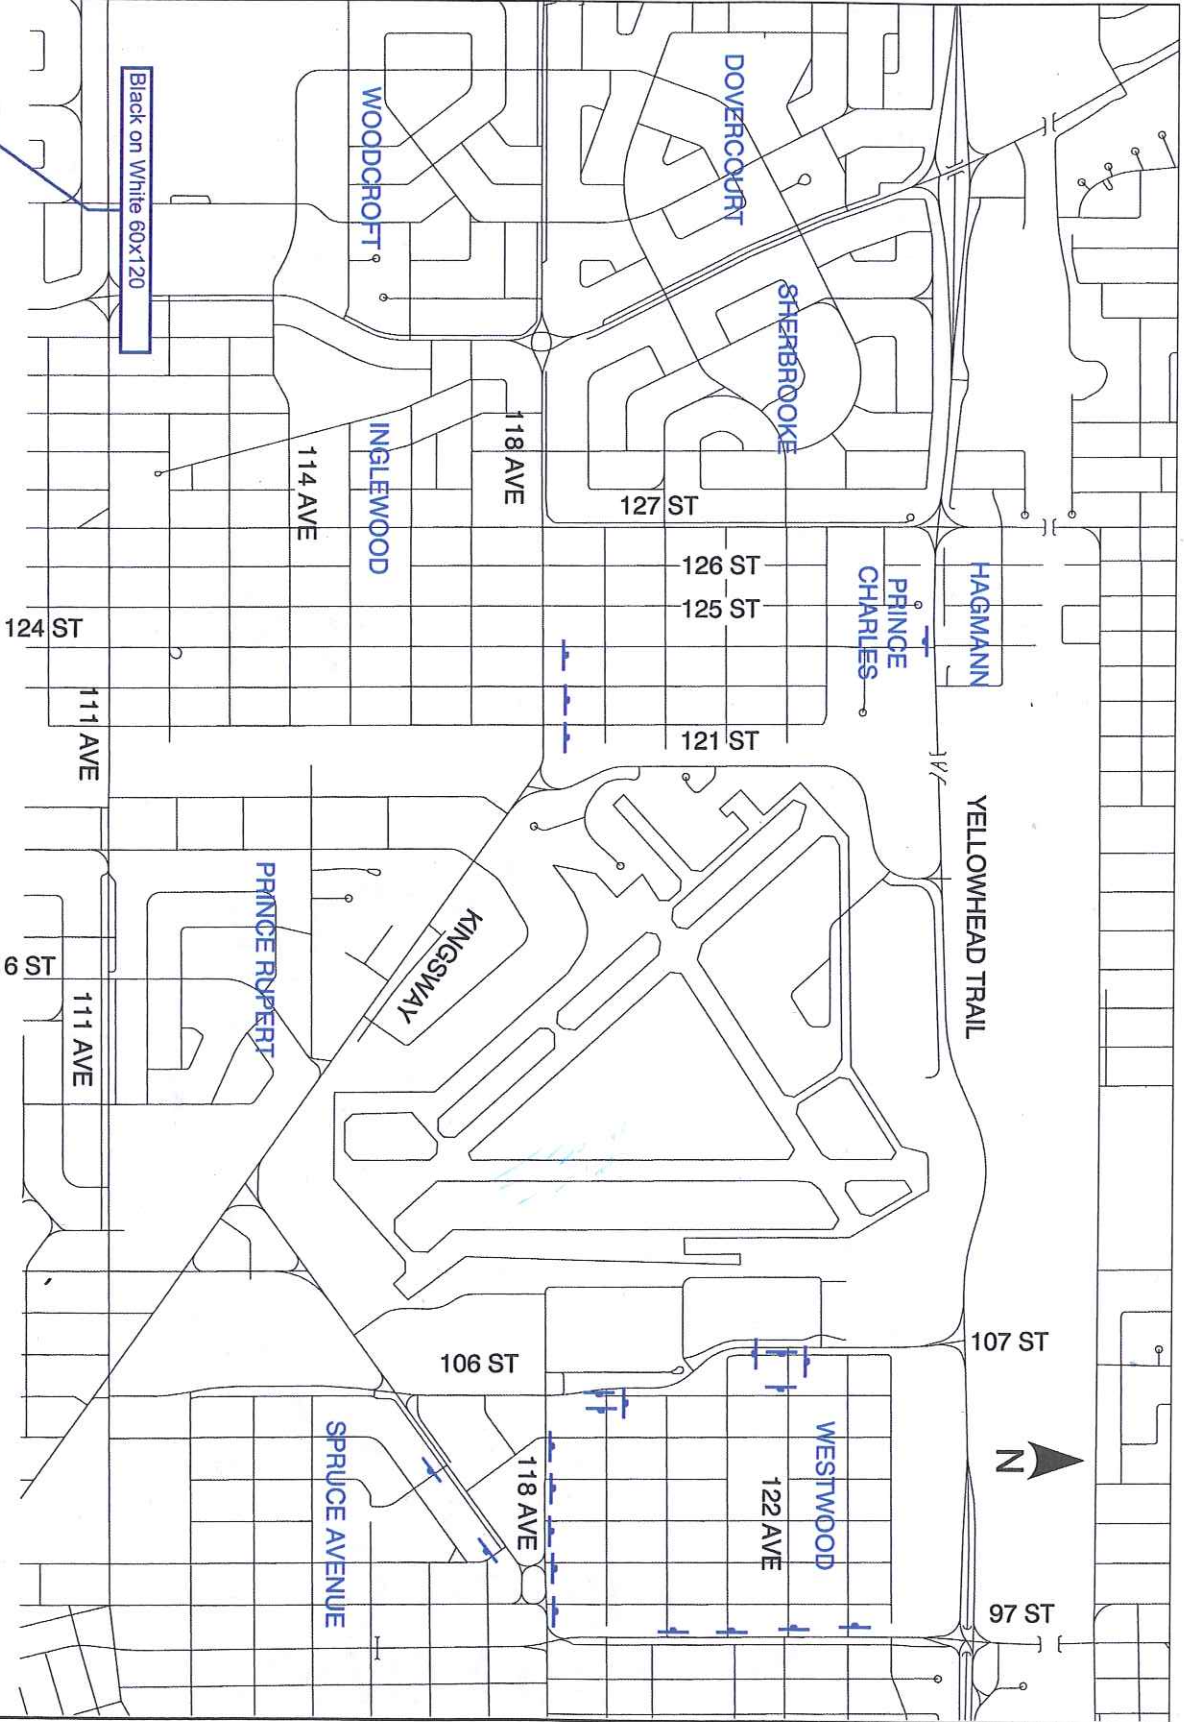 Black on White 60x120
WOODCROFT
DOVERCOURT
SHERBROOKE
INGLEWOOD
114 AVE
118 AVE
127 ST
126 ST
125 ST
124 ST
PRINCE
CHARLES
HAGMANN
121 ST
111 AVE
YELLOWHEAD TRAIL
PRINCE RUPERT
KINGSWAY
6 ST
111 AVE
107 ST
106 ST
N
WESTWOOD
122 AVE
118 AVE
SPRUCE AVENUE
97 ST